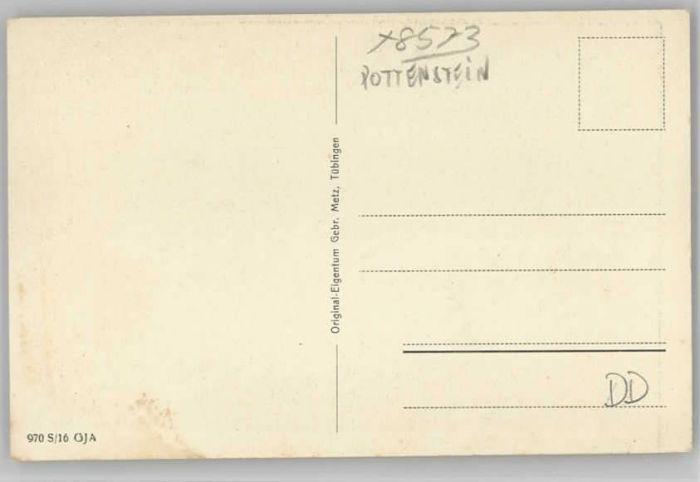 x8573
POTTENSTEIN
Original-Eigentum Gebr. Metz, Tübingen
DD
970 S/16 GJA